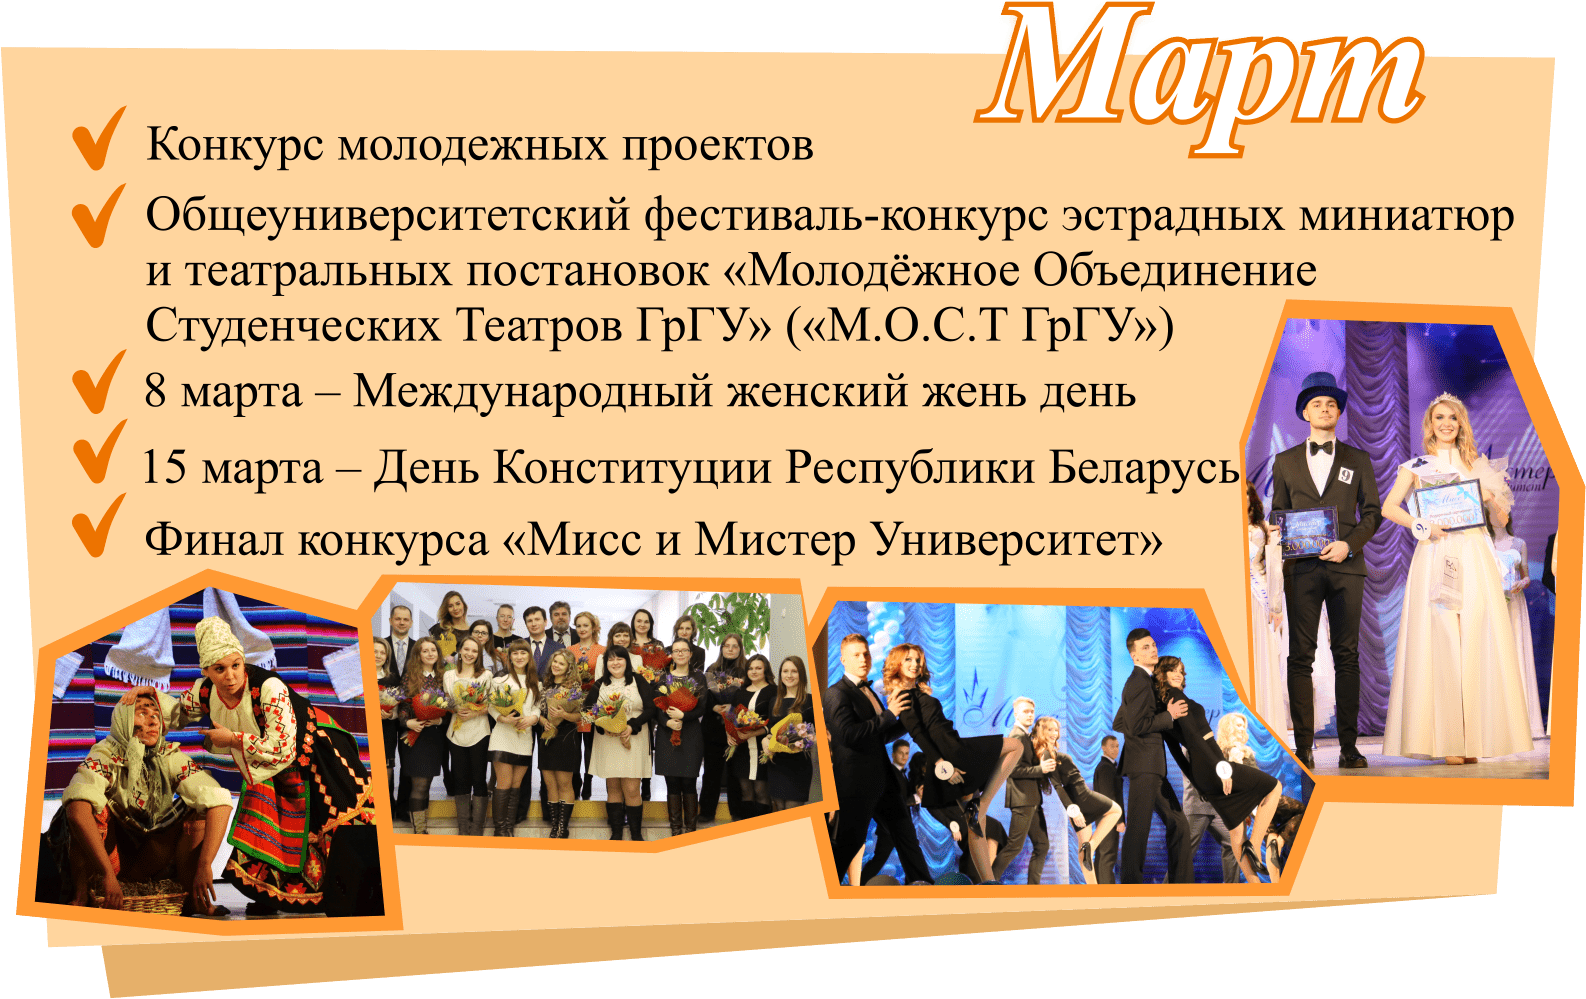 Март
Конкурс молодежных проектов
Общеуниверситетский фестиваль-конкурс эстрадных миниатюр
и театральных постановок «Молодёжное Объединение
Студенческих Театров ГрГУ» («М.О.С.Т ГрГУ»)
8 марта – Международный женский жень день
15 марта – День Конституции Республики Беларусь
Финал конкурса «Мисс и Мистер Университет»
9